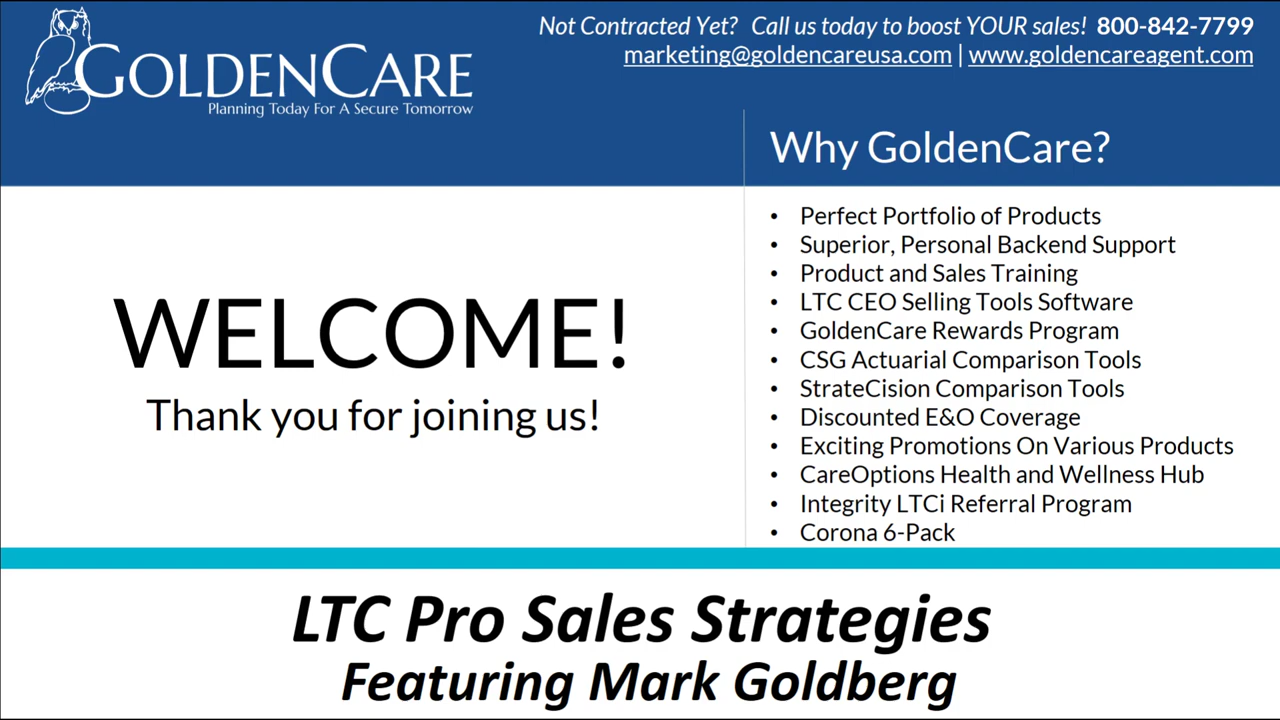 GOLDENCARE
Planning Today For A Secure Tomorrow
Not Contracted Yet? Call us today to boost YOUR sales! 800-842-7799
marketing@goldencareusa.com | www.goldencareagent.com
Why GoldenCare?
WELCOME!
Thank you for joining us!
• Perfect Portfolio of Products
• Superior, Personal Backend Support
• Product and Sales Training
• LTC CEO Selling Tools Software
• GoldenCare Rewards Program
• CSG Actuarial Comparison Tools
• StrateCision Comparison Tools
• Discounted E&O Coverage
• Exciting Promotions On Various Products
• CareOptions Health and Wellness Hub
• Integrity LTCi Referral Program
• Corona 6-Pack
LTC Pro Sales Strategies
Featuring Mark Goldberg